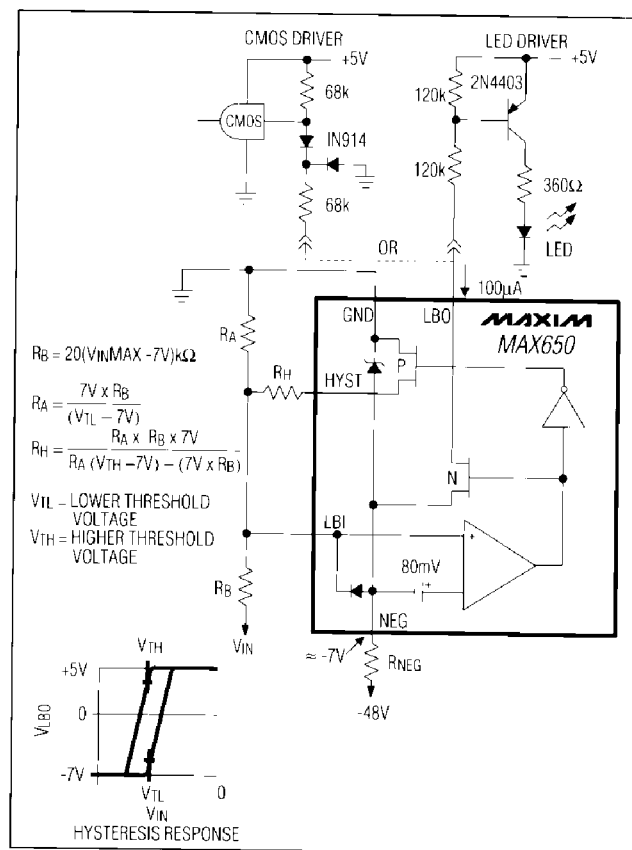 CMOS DRIVER
LED DRIVER
+5V
2N4403
+5V
68k
120k
CMOS
IN914
120k
68k
360Ω
LED
OR
100µA
GND
LBO
MAXIM
MAX650
RA
RB = 20(VINMAX -7V)kΩ
RH
HYST
P
RA = 7V x RB / (VTL - 7V)
RH = RA x RB x 7V / RA (VTH -7V) - (7V x RB)
N
VTL = LOWER THRESHOLD
VOLTAGE
VTH = HIGHER THRESHOLD
VOLTAGE
LBI
+
80mV
+
RB
NEG
VIN
≈ -7V
RNEG
-48V
VTH
+5V
VLBO
0
-7V
VTL
0
VIN
HYSTERESIS RESPONSE